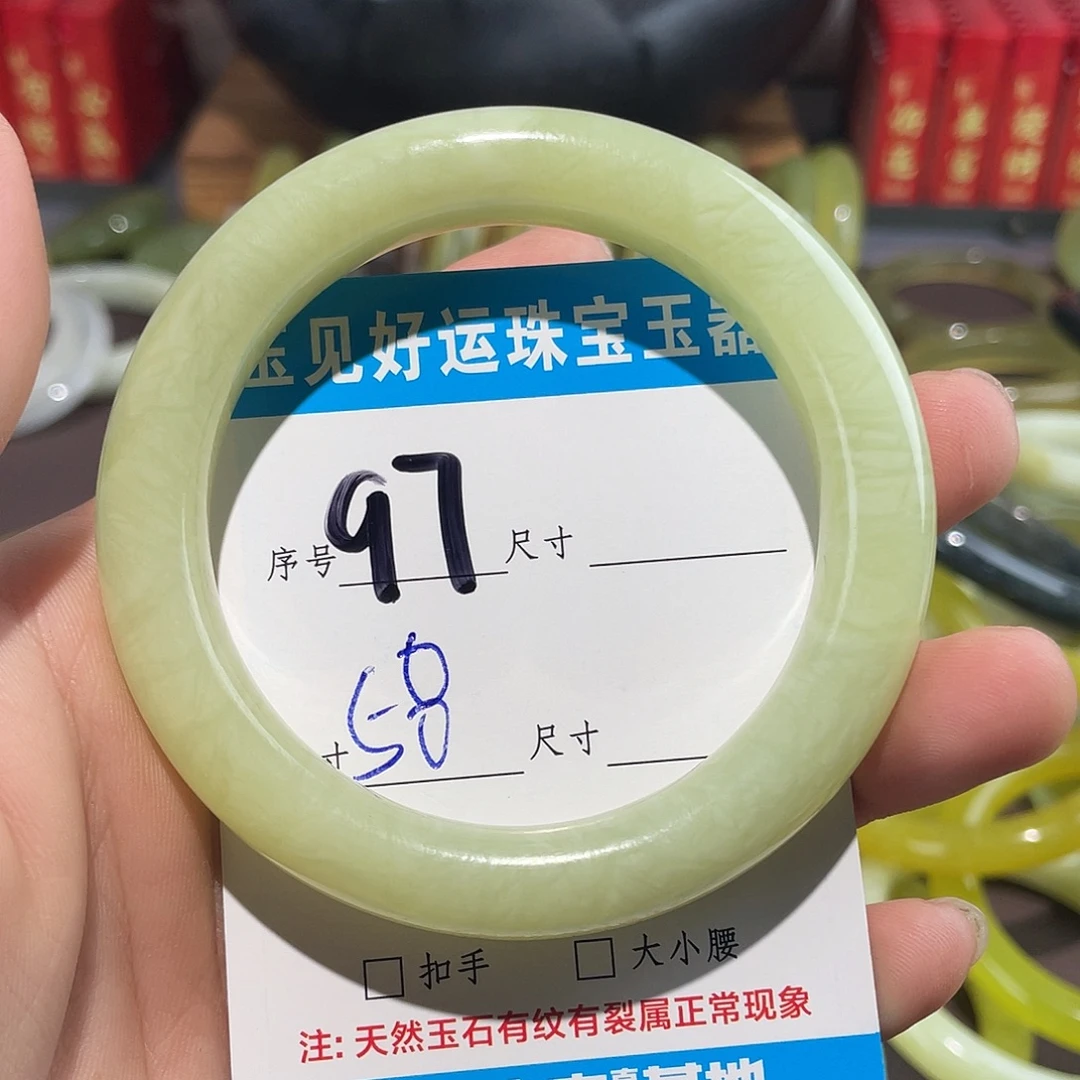 玉见好运珠宝玉器
序号 97 尺寸
寸 58 尺寸
扣手 大小腰
注: 天然玉石有纹有裂属正常现象